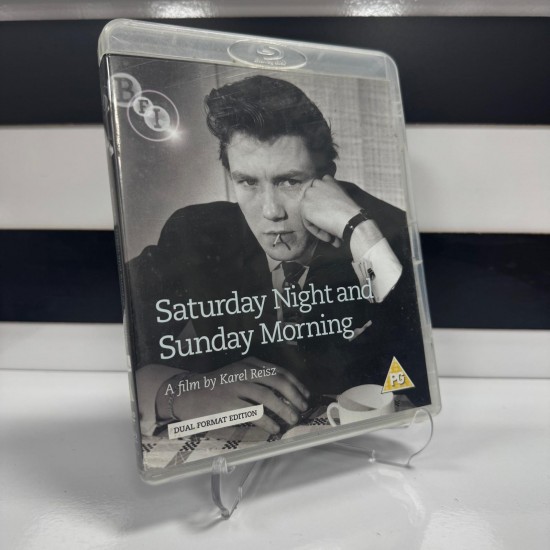 BFI
Saturday Night and
Sunday Morning
A film by Karel Reisz
PG
DUAL FORMAT EDITION